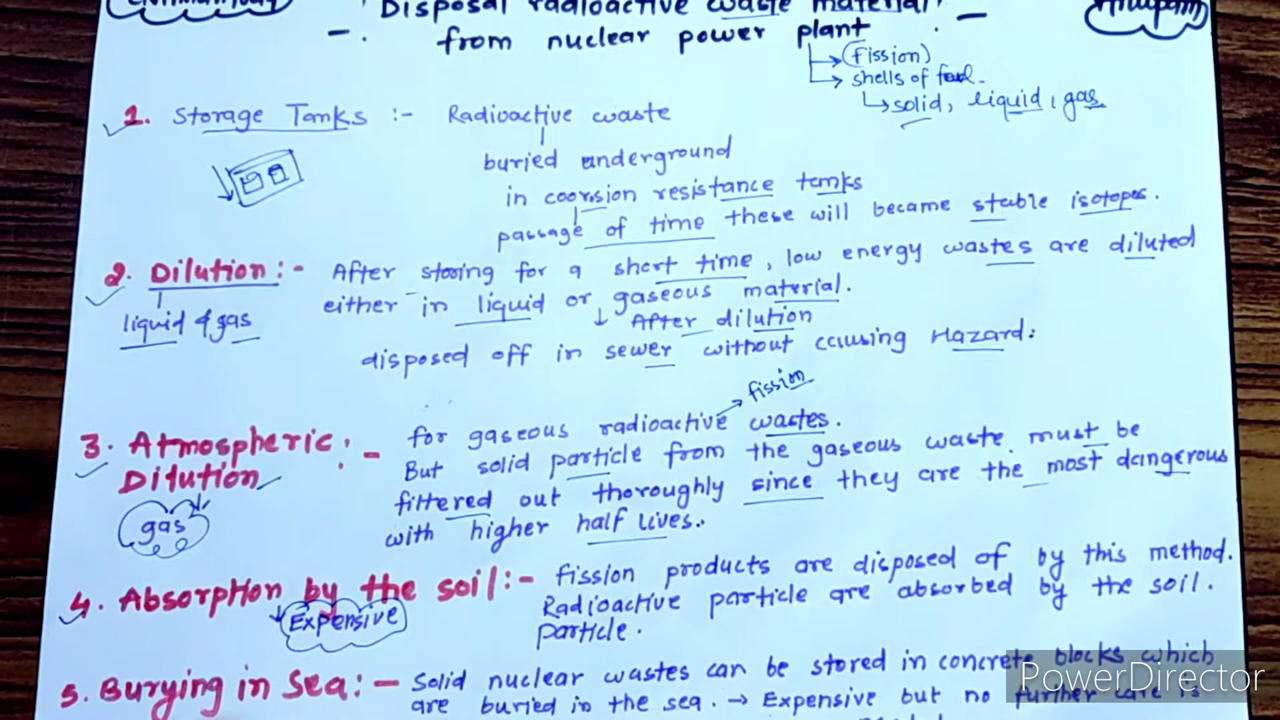 Disposal radioactive waste material
from nuclear power plant
(fission)
shells of fuel
solid, liquid, gas
1. Storage Tanks :- Radioactive waste
buried underground
in coorsion resistance tanks
passage of time these will became stable isotopes.
2. Dilution :- After storing for a short time, low energy wastes are diluted
either in liquid or gaseous material.
liquid & gas
After dilution
disposed off in sewer without causing Hazard.
fission
3. Atmospheric :- for gaseous radioactive wastes.
Dilution
But solid particle from the gaseous waste must be
filtered out thoroughly since they are the most dangerous
with higher half lives.
gas
4. Absorption by the soil :- fission products are disposed of by this method.
Radioactive particle are absorbed by the soil.
particle.
Expensive
5. Burying in Sea :- Solid nuclear wastes can be stored in concrete blocks which
are buried in the sea. → Expensive but no further care is
PowerDirector